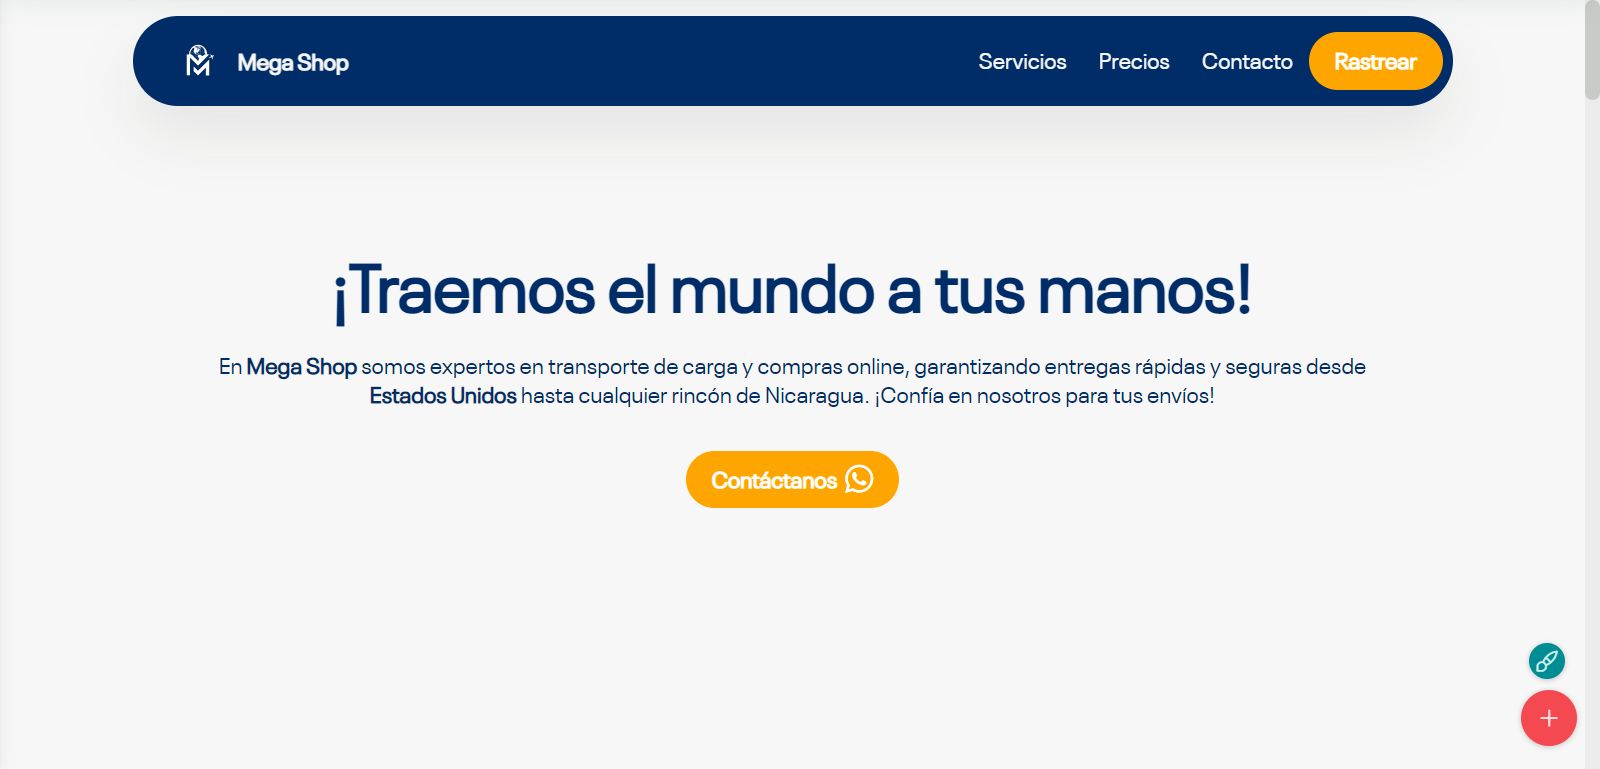 Mega Shop
Servicios
Precios
Contacto
Rastrear
¡Traemos el mundo a tus manos!
En Mega Shop somos expertos en transporte de carga y compras online, garantizando entregas rápidas y seguras desde
Estados Unidos hasta cualquier rincón de Nicaragua. ¡Confía en nosotros para tus envíos!
Contáctanos